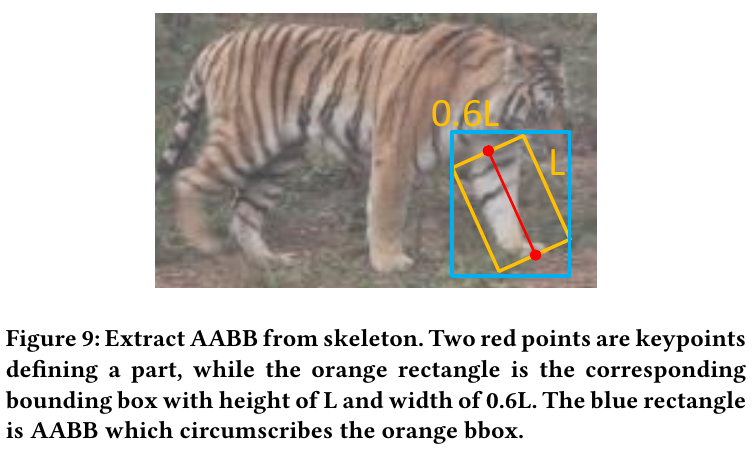 0.6L
L
Figure 9: Extract AABB from skeleton. Two red points are keypoints
defining a part, while the orange rectangle is the corresponding
bounding box with height of L and width of 0.6L. The blue rectangle
is AABB which circumscribes the orange bbox.